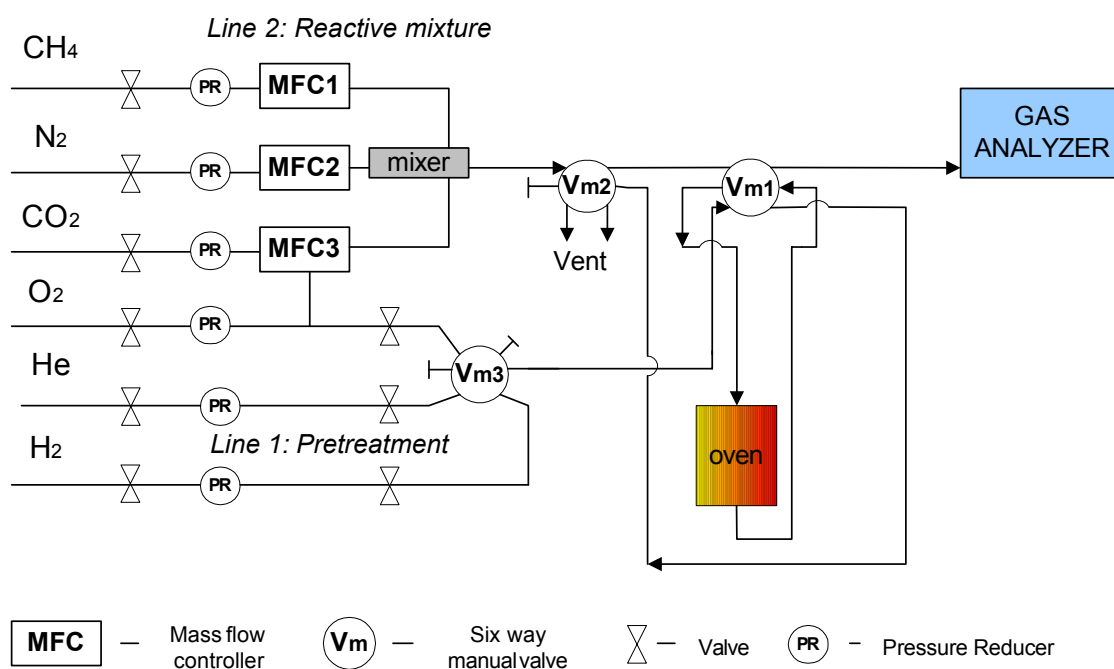 Line 2: Reactive mixture
CH4
PR
MFC1
GAS
ANALYZER
N2
PR
MFC2
mixer
Vm2
Vm1
CO2
PR
MFC3
Vent
O2
PR
He
Vm3
PR
Line 1: Pretreatment
H2
PR
oven
MFC
Mass flow
controller
Vm
Six way
manual valve
Valve
PR
Pressure Reducer